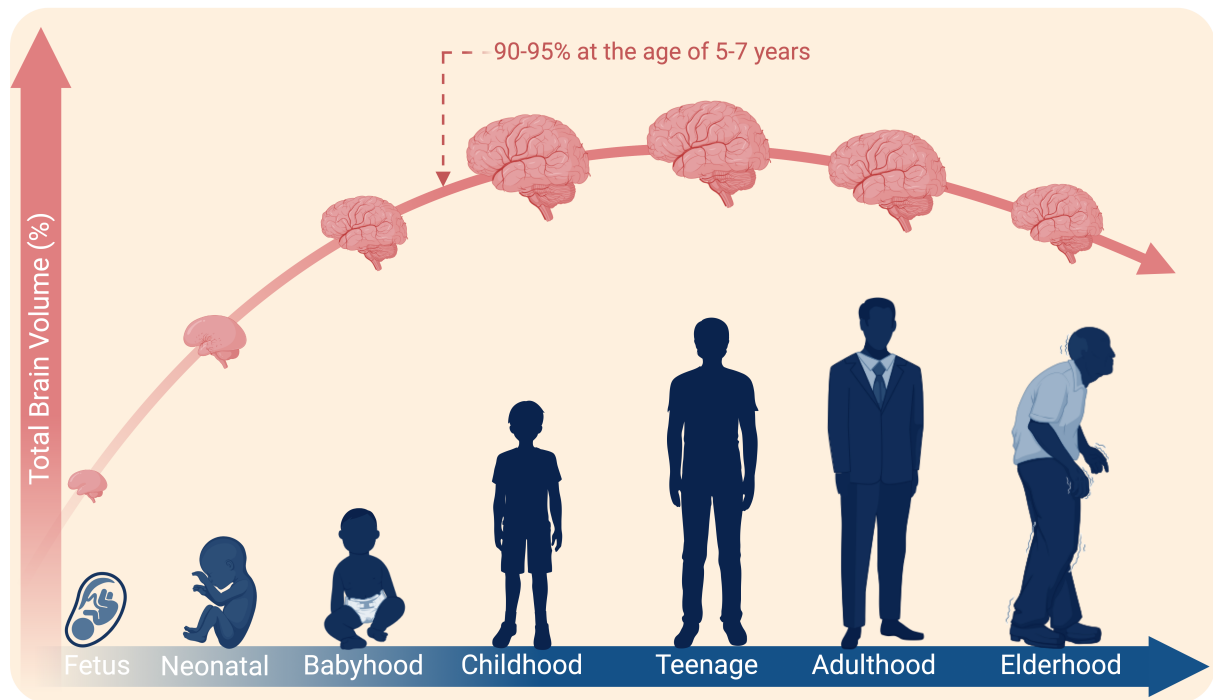 90-95% at the age of 5-7 years
Total Brain Volume (%)
Fetus
Neonatal
Babyhood
Childhood
Teenage
Adulthood
Elderhood